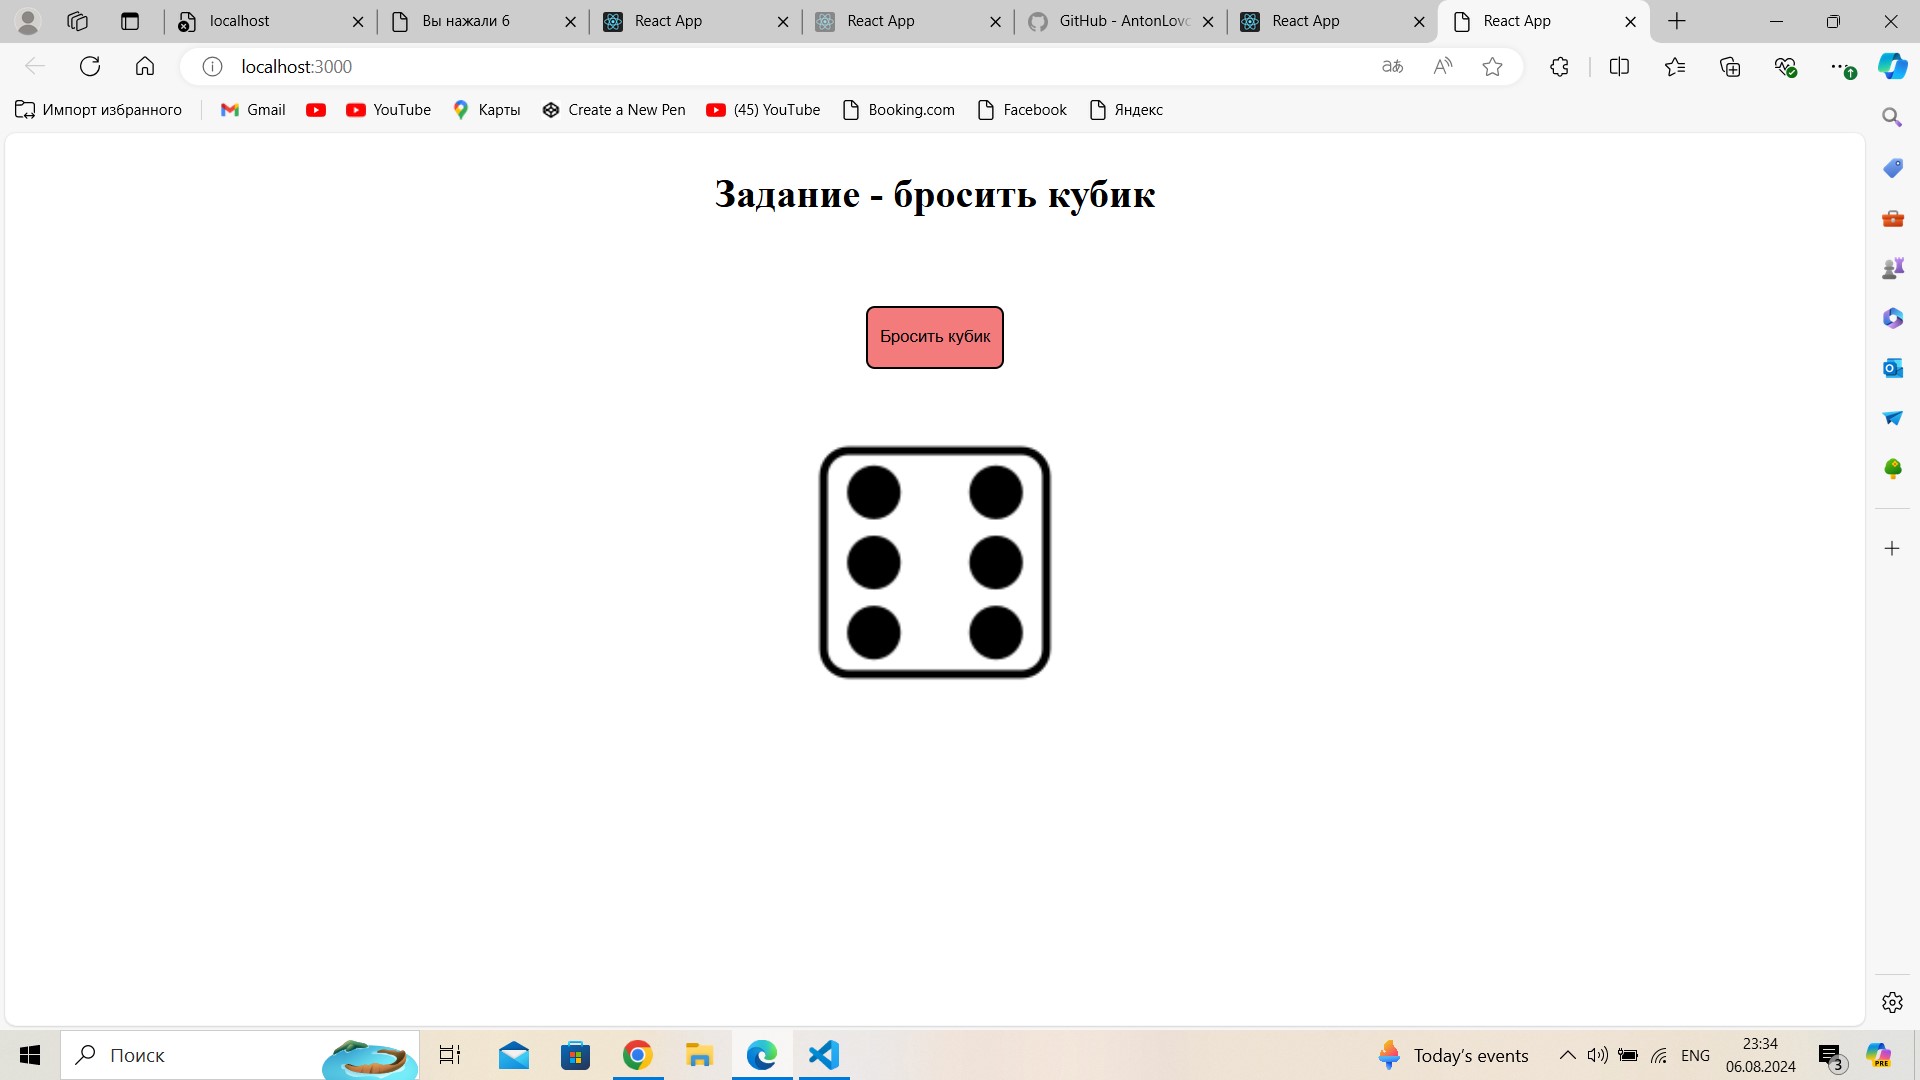 localhost
Вы нажали 6
React App
React App
GitHub - AntonLovc
React App
React App
localhost:3000
Импорт избранного
Gmail
YouTube
Карты
Create a New Pen
(45) YouTube
Booking.com
Facebook
Яндекс
Задание - бросить кубик
Бросить кубик
Поиск
Today's events
ENG
23:34
06.08.2024
3
PRE